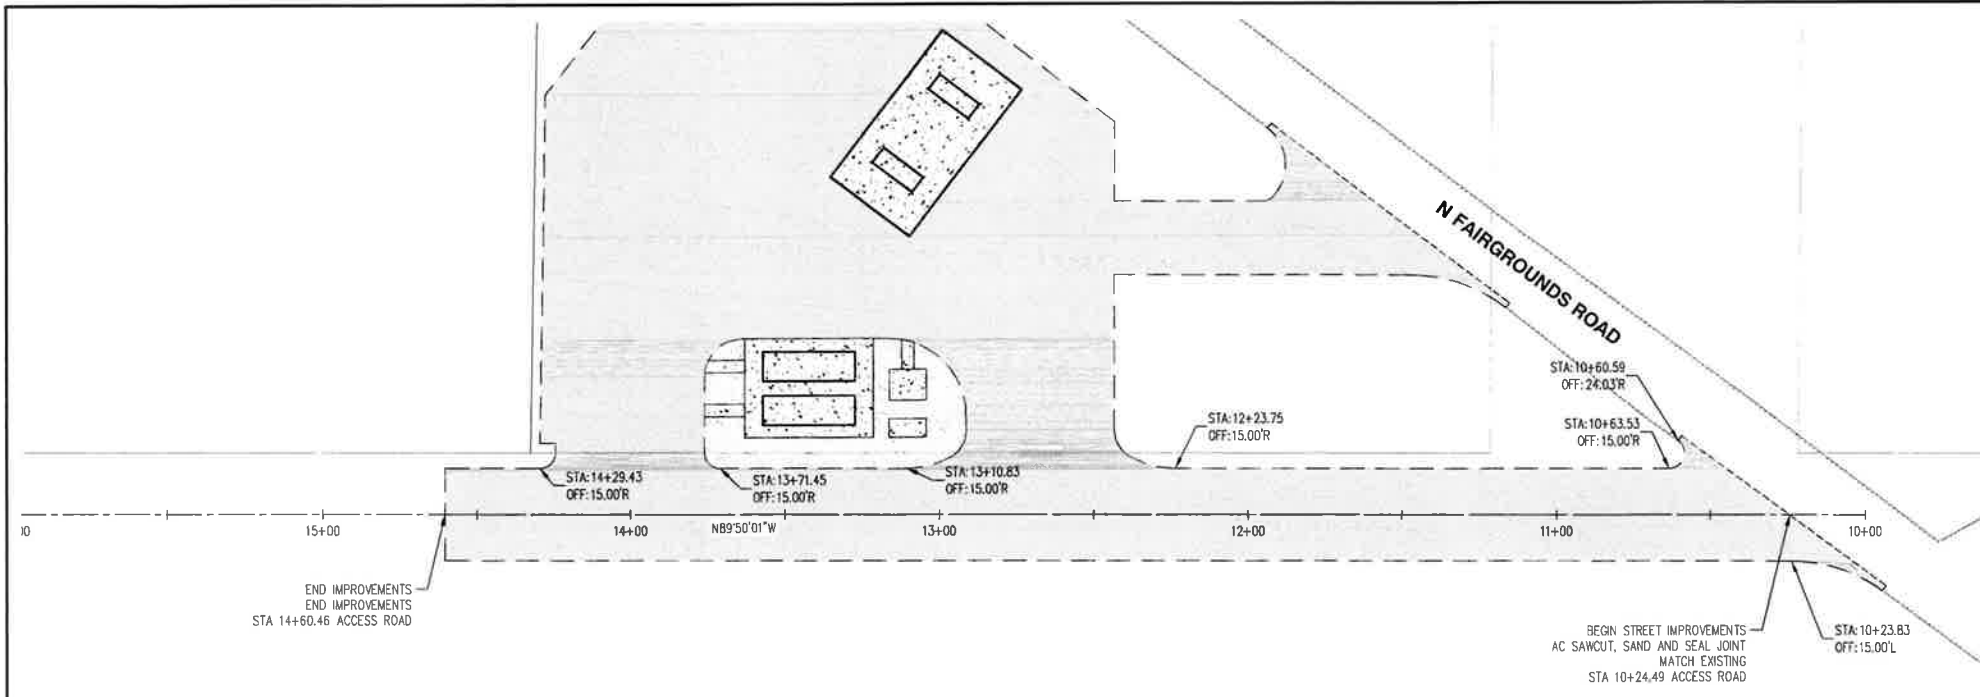 N FAIRGROUNDS ROAD
STA:10+60.59
OFF:24.03'R
STA:10+63.53
OFF:15.00'R
STA:12+23.75
OFF:15.00'R
STA:13+10.83
OFF:15.00'R
STA:13+71.45
OFF:15.00'R
STA:14+29.43
OFF:15.00'R
00
15+00
14+00
N89°50'01"W
13+00
12+00
11+00
10+00
END IMPROVEMENTS
END IMPROVEMENTS
STA 14+60.46 ACCESS ROAD
BEGIN STREET IMPROVEMENTS
AC SAWCUT, SAND AND SEAL JOINT
MATCH EXISTING
STA 10+24.49 ACCESS ROAD
STA:10+23.83
OFF:15.00'L